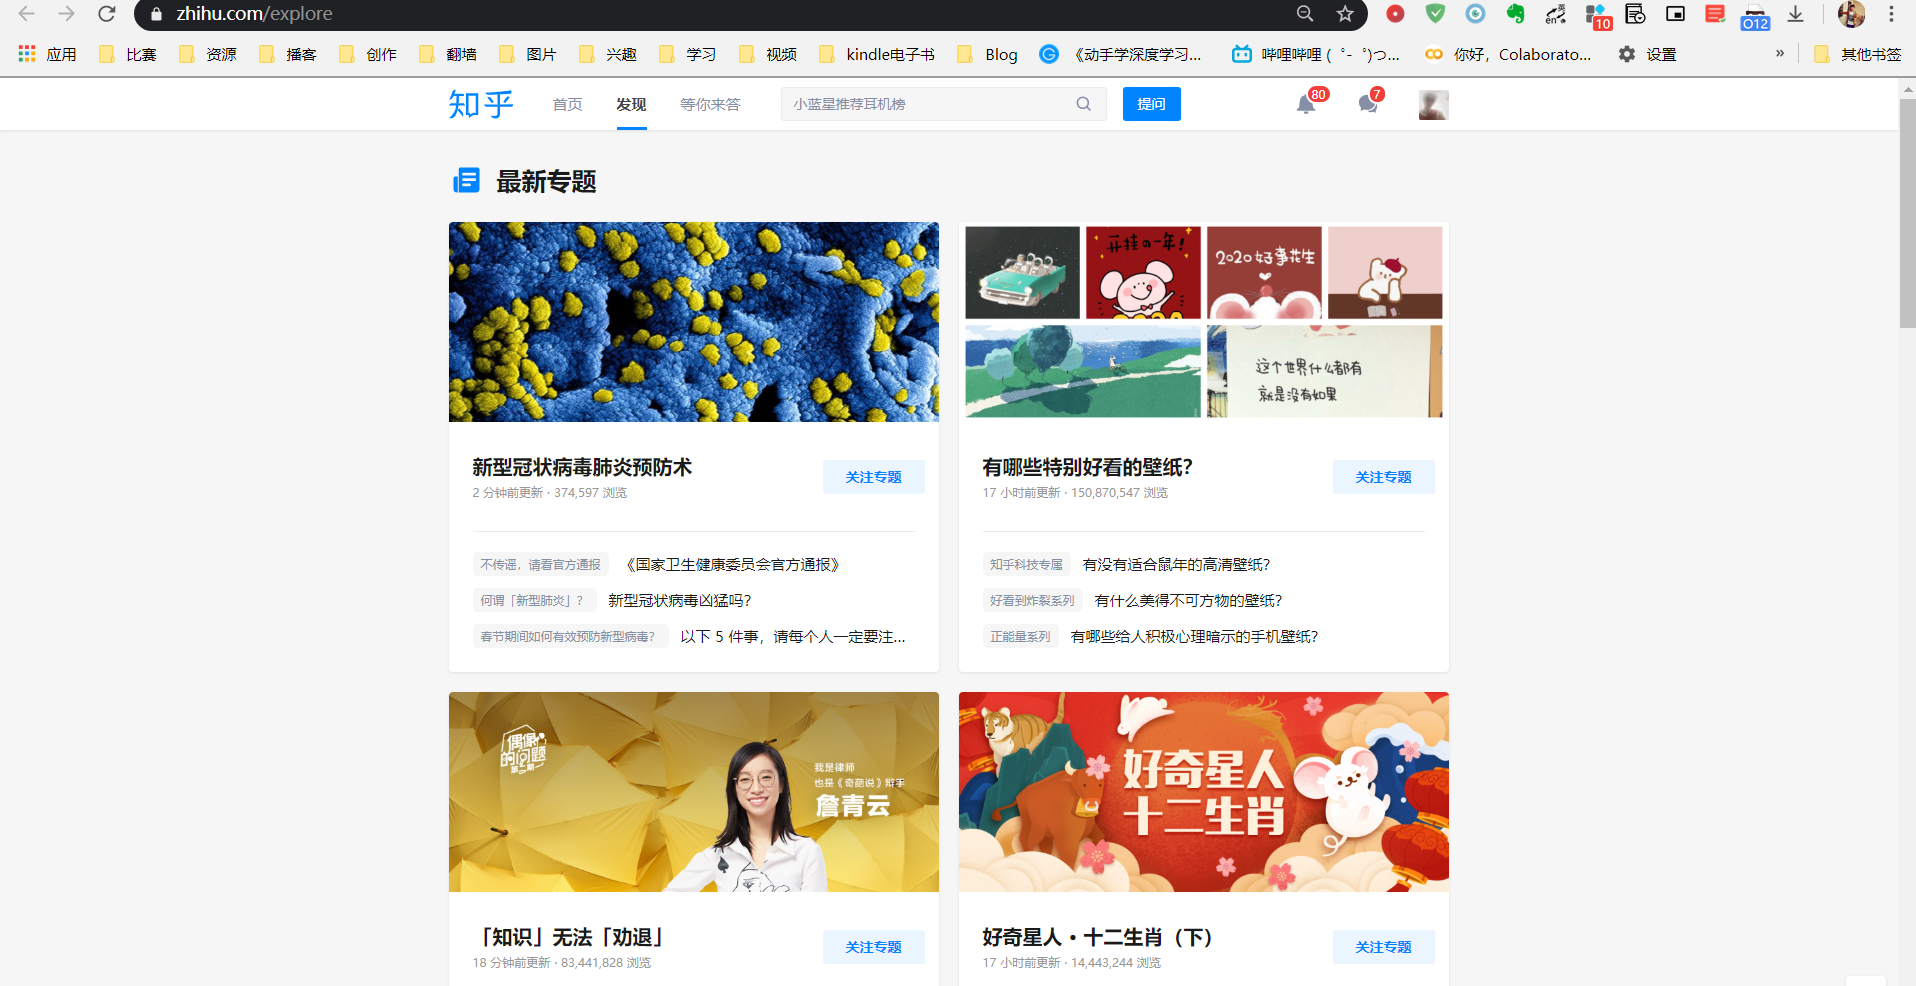 zhihu.com/explore
英
en
10
O12
应用
比赛
资源
播客
创作
翻墙
图片
兴趣
学习
视频
kindle电子书
Blog
《动手学深度学习...
哔哩哔哩 ( ゜- ゜)つ...
你好，Colaborato...
设置
»
其他书签
知乎
首页
发现
等你来答
小蓝星推荐耳机榜
提问
80
7
最新专题
开挂の一年!
2020好事花生
这个世界什么都有
就是没有如果
新型冠状病毒肺炎预防术
2 分钟前更新 · 374,597 浏览
关注专题
不传谣，请看官方通报
《国家卫生健康委员会官方通报》
何谓「新型肺炎」？
新型冠状病毒凶猛吗？
春节期间如何有效预防新型病毒？
以下 5 件事，请每个人一定要注...
有哪些特别好看的壁纸？
17 小时前更新 · 150,870,547 浏览
关注专题
知乎科技专属
有没有适合鼠年的高清壁纸？
好看到炸裂系列
有什么美得不可方物的壁纸？
正能量系列
有哪些给人积极心理暗示的手机壁纸？
偶像
的问题
第一期
我是律师
也是《奇葩说》辩手
詹青云
好奇星人
十二生肖
「知识」无法「劝退」
18 分钟前更新 · 83,441,828 浏览
关注专题
好奇星人 · 十二生肖（下）
17 小时前更新 · 14,443,244 浏览
关注专题